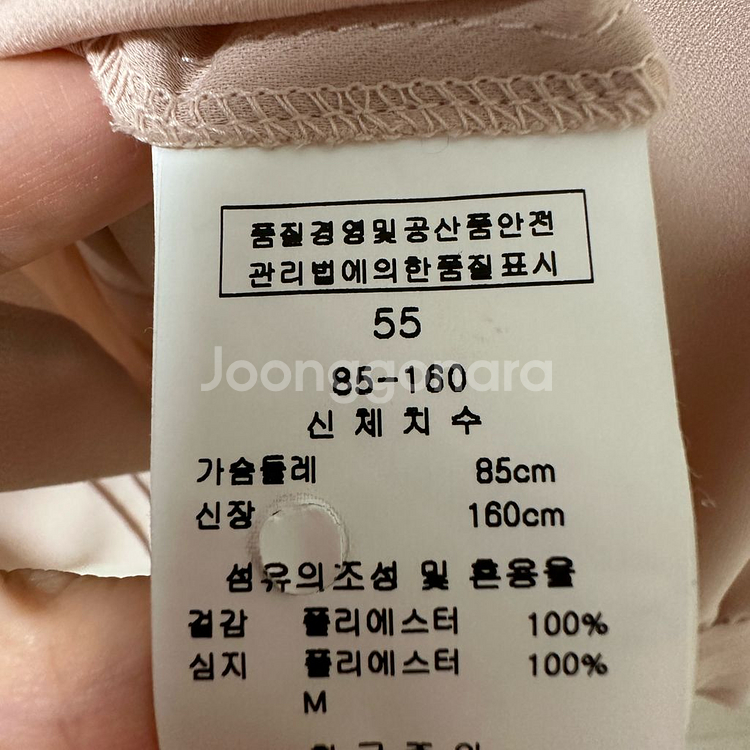 품질경영및공산품안전
관리법에의한품질표시
55
Joonggonara
85-160
신체치수
가슴들레 85cm
신장 160cm
섬유의조성 및 혼용율
겉감 폴리에스터 100%
심지 폴리에스터 100%
M